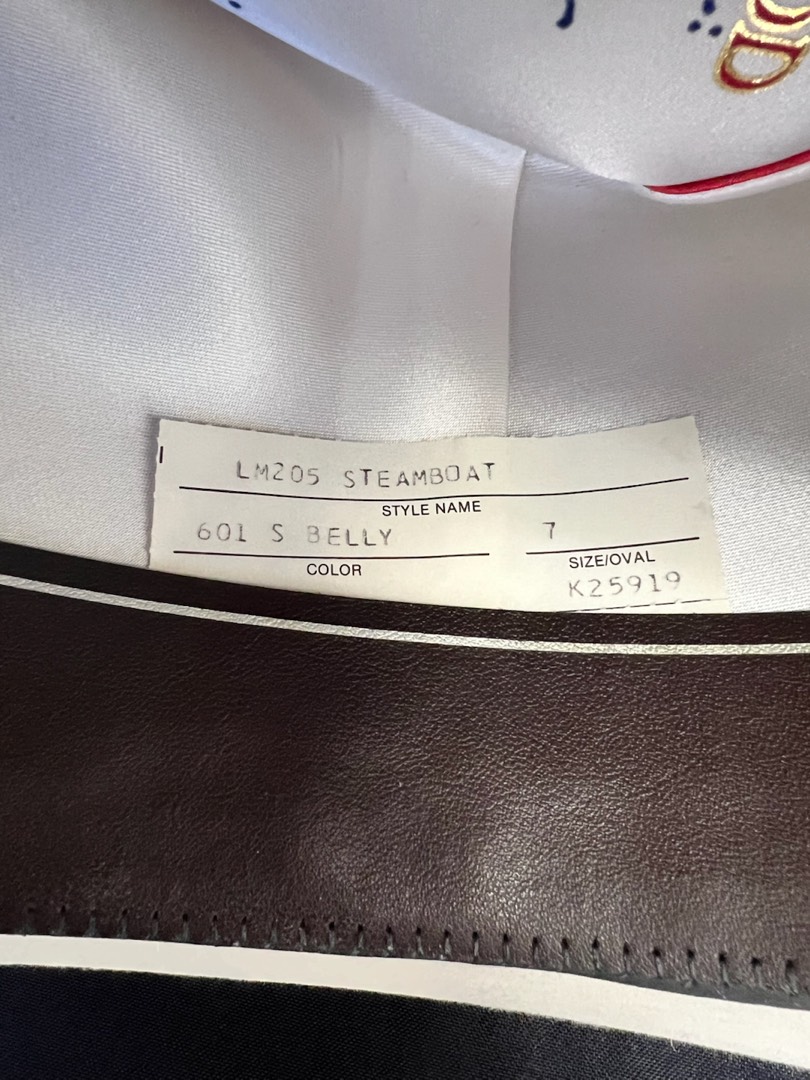 LM205 STEAMBOAT
STYLE NAME
601 S BELLY 7
COLOR SIZE/OVAL
K25919